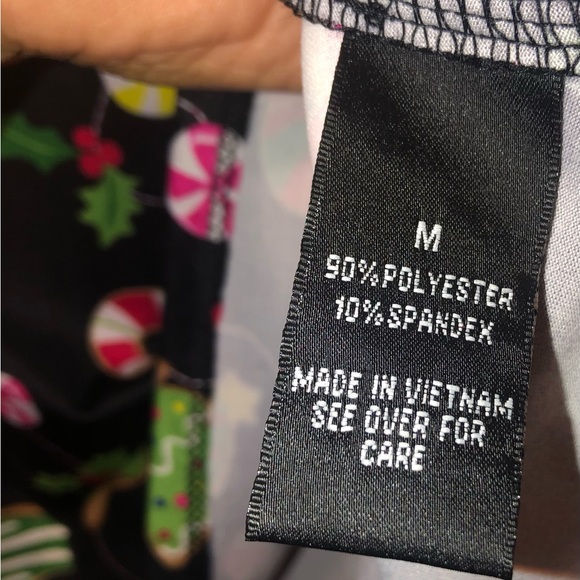 M
90% POLYESTER
10% SPANDEX
MADE IN VIETNAM
SEE OVER FOR
CARE